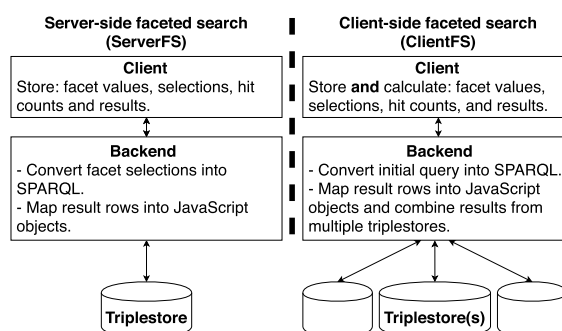 Server-side faceted search
(ServerFS)
Client
Store: facet values, selections, hit
counts and results.
Backend
- Convert facet selections into
SPARQL.
- Map result rows into JavaScript
objects.
Triplestore
Client-side faceted search
(ClientFS)
Client
Store and calculate: facet values,
selections, hit counts, and results.
Backend
- Convert initial query into SPARQL.
- Map result rows into JavaScript
objects and combine results from
multiple triplestores.
Triplestore(s)